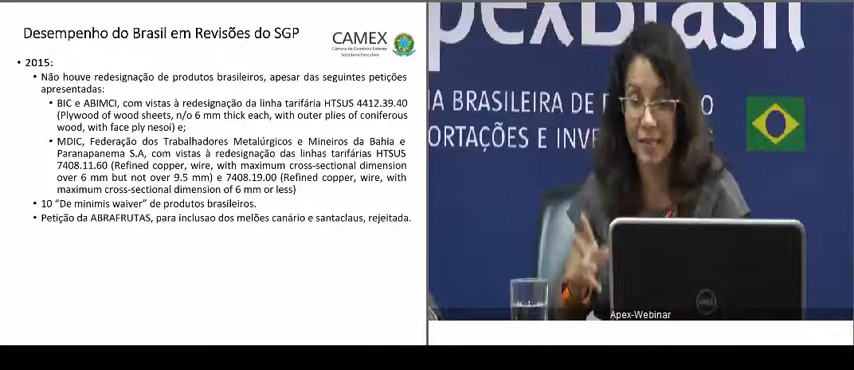 Desempenho do Brasil em Revisões do SGP
CAMEX
Câmara de Comércio Exterior
Secretaria Executiva
• 2015:
• Não houve redesignação de produtos brasileiros, apesar das seguintes petições
apresentadas:
• BIC e ABIMCI, com vistas à redesignação da linha tarifária HTSUS 4412.39.40
(Plywood of wood sheets, n/o 6 mm thick each, with outer plies of coniferous
wood, with face ply nesoi) e;
• MDIC, Federação dos Trabalhadores Metalúrgicos e Mineiros da Bahia e
Paranapanema S.A, com vistas à redesignação das linhas tarifárias HTSUS
7408.11.60 (Refined copper, wire, with maximum cross-sectional dimension
over 6 mm but not over 9.5 mm) e 7408.19.00 (Refined copper, wire, with
maximum cross-sectional dimension of 6 mm or less)
• 10 “De minimis waiver” de produtos brasileiros.
• Petição da ABRAFRUTAS, para inclusao dos melões canário e santaclaus, rejeitada.
pexBrasil
IA BRASILEIRA DE
ORTAÇÕES E INVE
DELL
Apex-Webinar